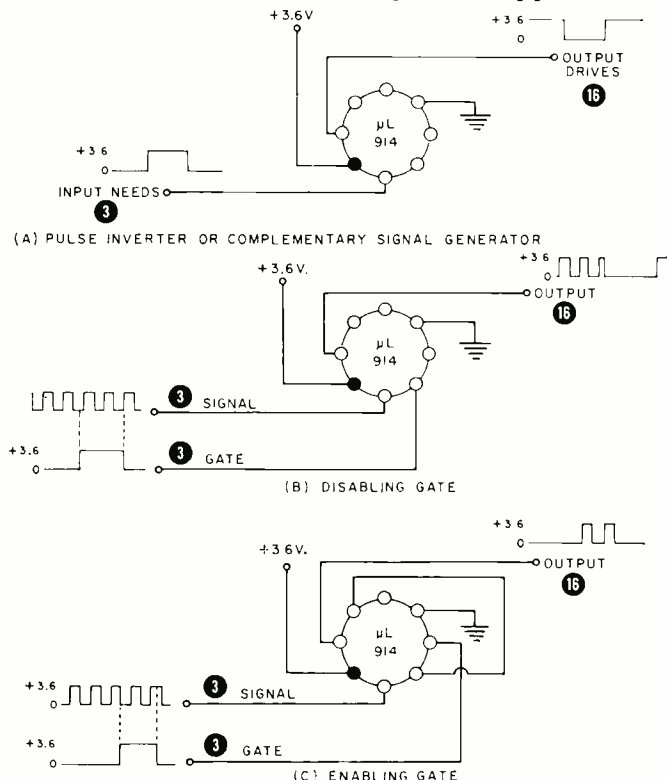 +3.6V
+3.6
0
OUTPUT
DRIVES
16
µL
914
+3.6
0
INPUT NEEDS
3
(A) PULSE INVERTER OR COMPLEMENTARY SIGNAL GENERATOR
+3.6V.
+3.6
0
OUTPUT
16
µL
914
3 SIGNAL
+3.6
0
3 GATE
(B) DISABLING GATE
+3.6V.
+3.6
0
OUTPUT
16
µL
914
+3.6
0
3 SIGNAL
+3.6
0
3 GATE
(C) ENABLING GATE